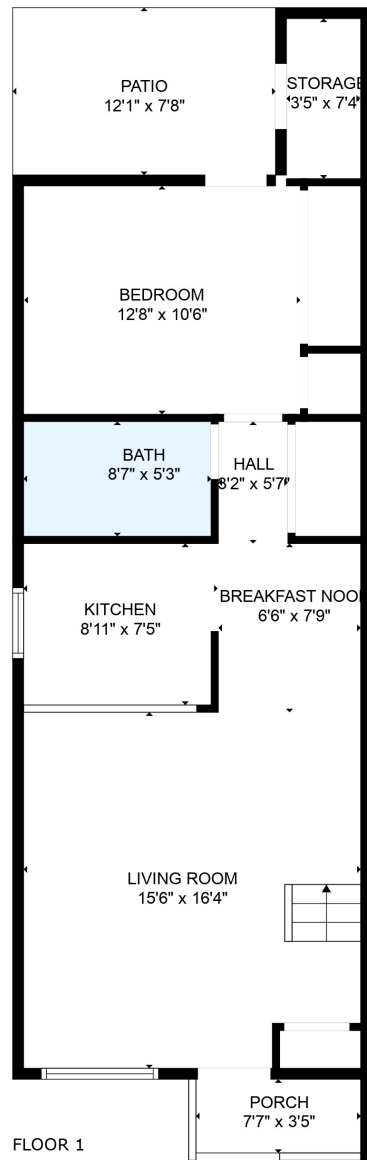 PATIO
12'1" x 7'8"
STORAGE
3'5" x 7'4"
BEDROOM
12'8" x 10'6"
BATH
8'7" x 5'3"
HALL
3'2" x 5'7"
KITCHEN
8'11" x 7'5"
BREAKFAST NOOK
6'6" x 7'9"
LIVING ROOM
15'6" x 16'4"
PORCH
7'7" x 3'5"
FLOOR 1